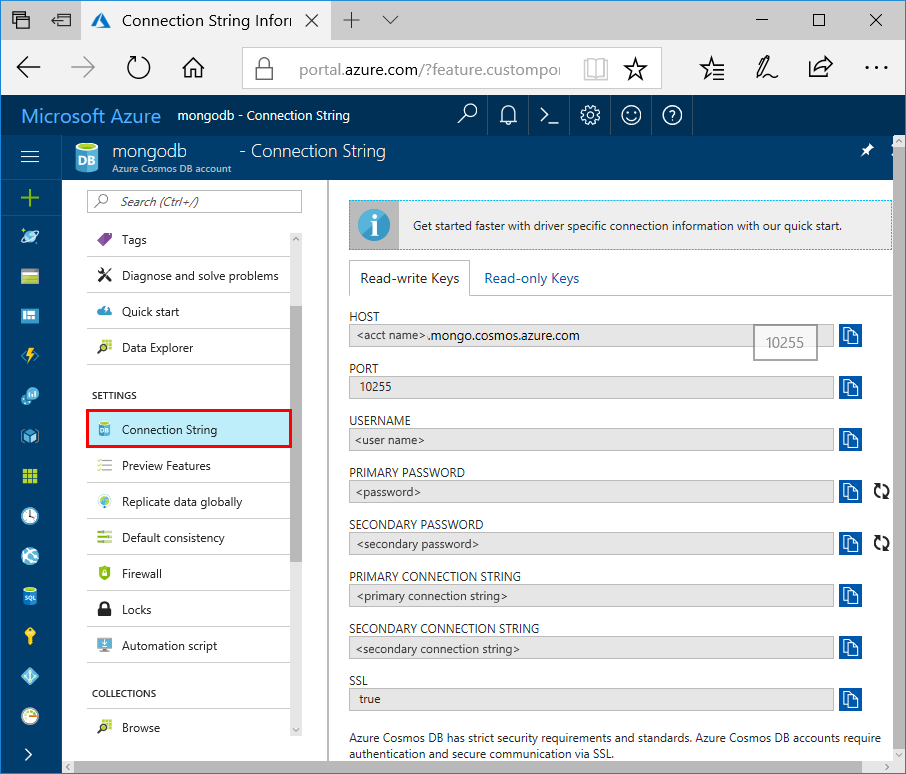 Connection String Inforr
portal.azure.com/?feature.custompor
Microsoft Azure mongodb - Connection String
mongodb - Connection String
DB
Azure Cosmos DB account
Search (Ctrl+/)
Tags
Diagnose and solve problems
Quick start
Data Explorer
SETTINGS
DB
Connection String
Preview Features
Replicate data globally
Default consistency
Firewall
Locks
Automation script
COLLECTIONS
Browse
SQL
Get started faster with driver specific connection information with our quick start.
Read-write Keys Read-only Keys
HOST
<acct name>.mongo.cosmos.azure.com
10255
PORT
10255
USERNAME
<user name>
PRIMARY PASSWORD
<password>
SECONDARY PASSWORD
<secondary password>
PRIMARY CONNECTION STRING
<primary connection string>
SECONDARY CONNECTION STRING
<secondary connection string>
SSL
true
Azure Cosmos DB has strict security requirements and standards. Azure Cosmos DB accounts require
authentication and secure communication via SSL.